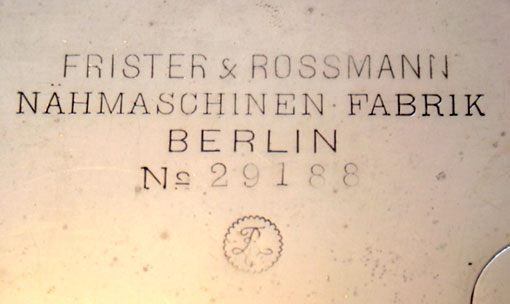 FRISTER & ROSSMANN
NÄHMASCHINEN·FABRIK
BERLIN
No 29188